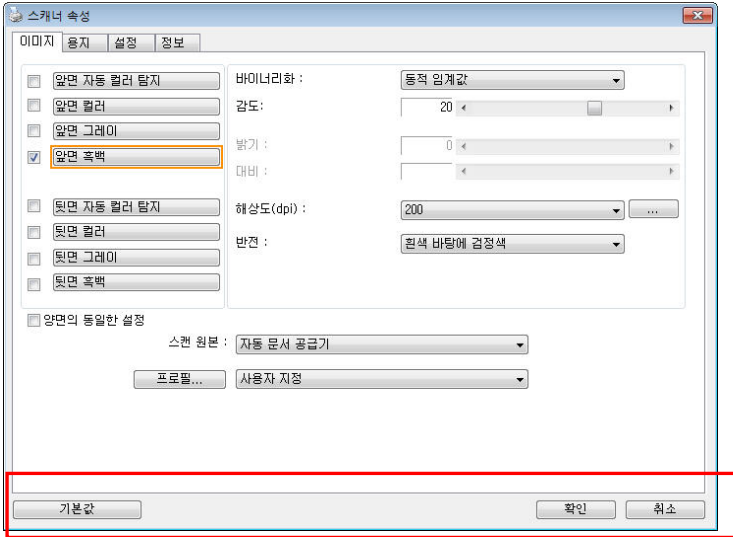 스캐너 속성
이미지 용지 설정 정보
앞면 자동 컬러 탐지
앞면 컬러
앞면 그레이
앞면 흑백
뒷면 자동 컬러 탐지
뒷면 컬러
뒷면 그레이
뒷면 흑백
바이너리화 : 동적 임계값
감도: 20
밝기 : 0
대비 :
해상도(dpi) : 200 ...
반전 : 흰색 바탕에 검정색
양면의 동일한 설정
스캔 원본 : 자동 문서 공급기
프로필... 사용자 지정
기본값 확인 취소